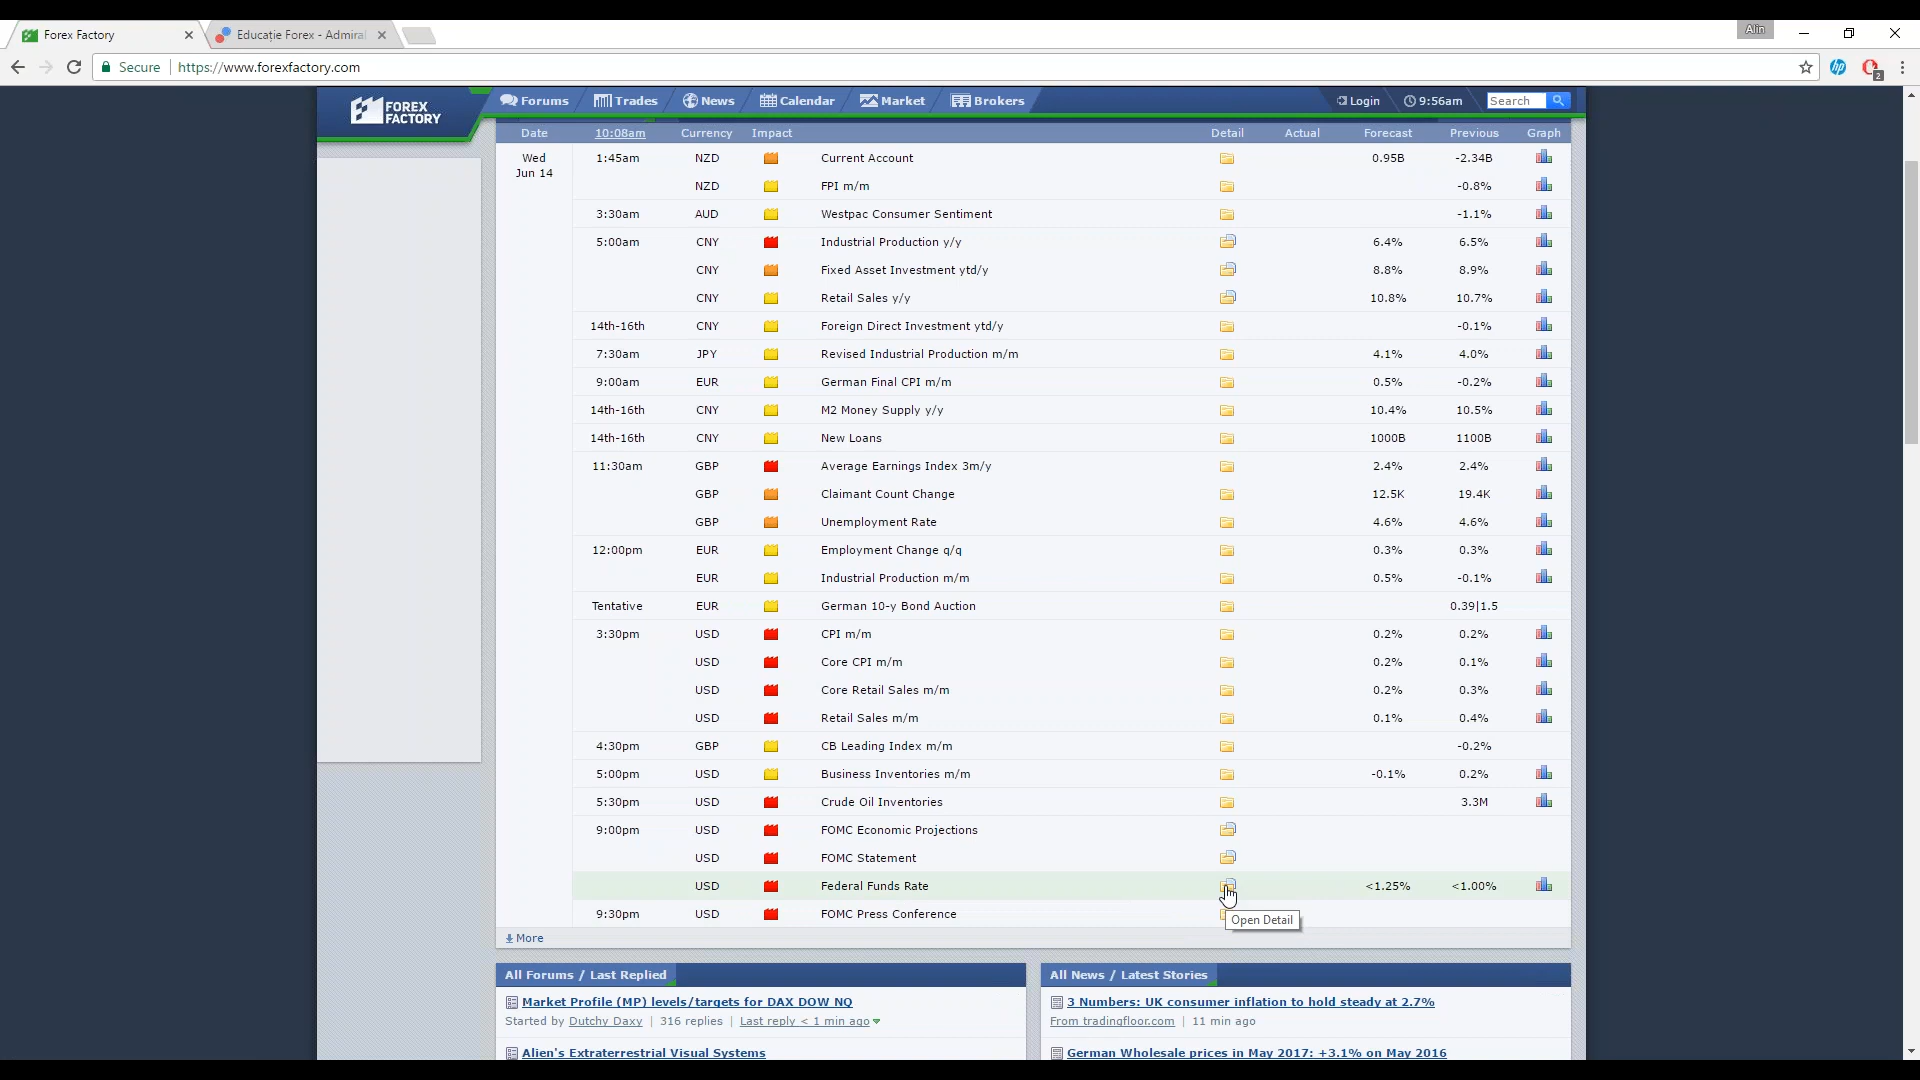 Forex Factory
Educație Forex - Admiral
Alin
Secure https://www.forexfactory.com
2
FOREX FACTORY
Forums Trades News Calendar Market Brokers Login 9:56am Search
Date 10:08am Currency Impact Detail Actual Forecast Previous Graph
Wed Jun 14 1:45am NZD Current Account 0.95B -2.34B
NZD FPI m/m -0.8%
3:30am AUD Westpac Consumer Sentiment -1.1%
5:00am CNY Industrial Production y/y 6.4% 6.5%
CNY Fixed Asset Investment ytd/y 8.8% 8.9%
CNY Retail Sales y/y 10.8% 10.7%
14th-16th CNY Foreign Direct Investment ytd/y -0.1%
7:30am JPY Revised Industrial Production m/m 4.1% 4.0%
9:00am EUR German Final CPI m/m 0.5% -0.2%
14th-16th CNY M2 Money Supply y/y 10.4% 10.5%
14th-16th CNY New Loans 1000B 1100B
11:30am GBP Average Earnings Index 3m/y 2.4% 2.4%
GBP Claimant Count Change 12.5K 19.4K
GBP Unemployment Rate 4.6% 4.6%
12:00pm EUR Employment Change q/q 0.3% 0.3%
EUR Industrial Production m/m 0.5% -0.1%
Tentative EUR German 10-y Bond Auction 0.39|1.5
3:30pm USD CPI m/m 0.2% 0.2%
USD Core CPI m/m 0.2% 0.1%
USD Core Retail Sales m/m 0.2% 0.3%
USD Retail Sales m/m 0.1% 0.4%
4:30pm GBP CB Leading Index m/m -0.2%
5:00pm USD Business Inventories m/m -0.1% 0.2%
5:30pm USD Crude Oil Inventories 3.3M
9:00pm USD FOMC Economic Projections
USD FOMC Statement
USD Federal Funds Rate <1.25% <1.00%
9:30pm USD FOMC Press Conference
Open Detail
More
All Forums / Last Replied
Market Profile (MP) levels/targets for DAX DOW NQ
Started by Dutchy Daxy | 316 replies | Last reply < 1 min ago
Alien's Extraterrestrial Visual Systems
All News / Latest Stories
3 Numbers: UK consumer inflation to hold steady at 2.7%
From tradingfloor.com | 11 min ago
German Wholesale prices in May 2017: +3.1% on May 2016